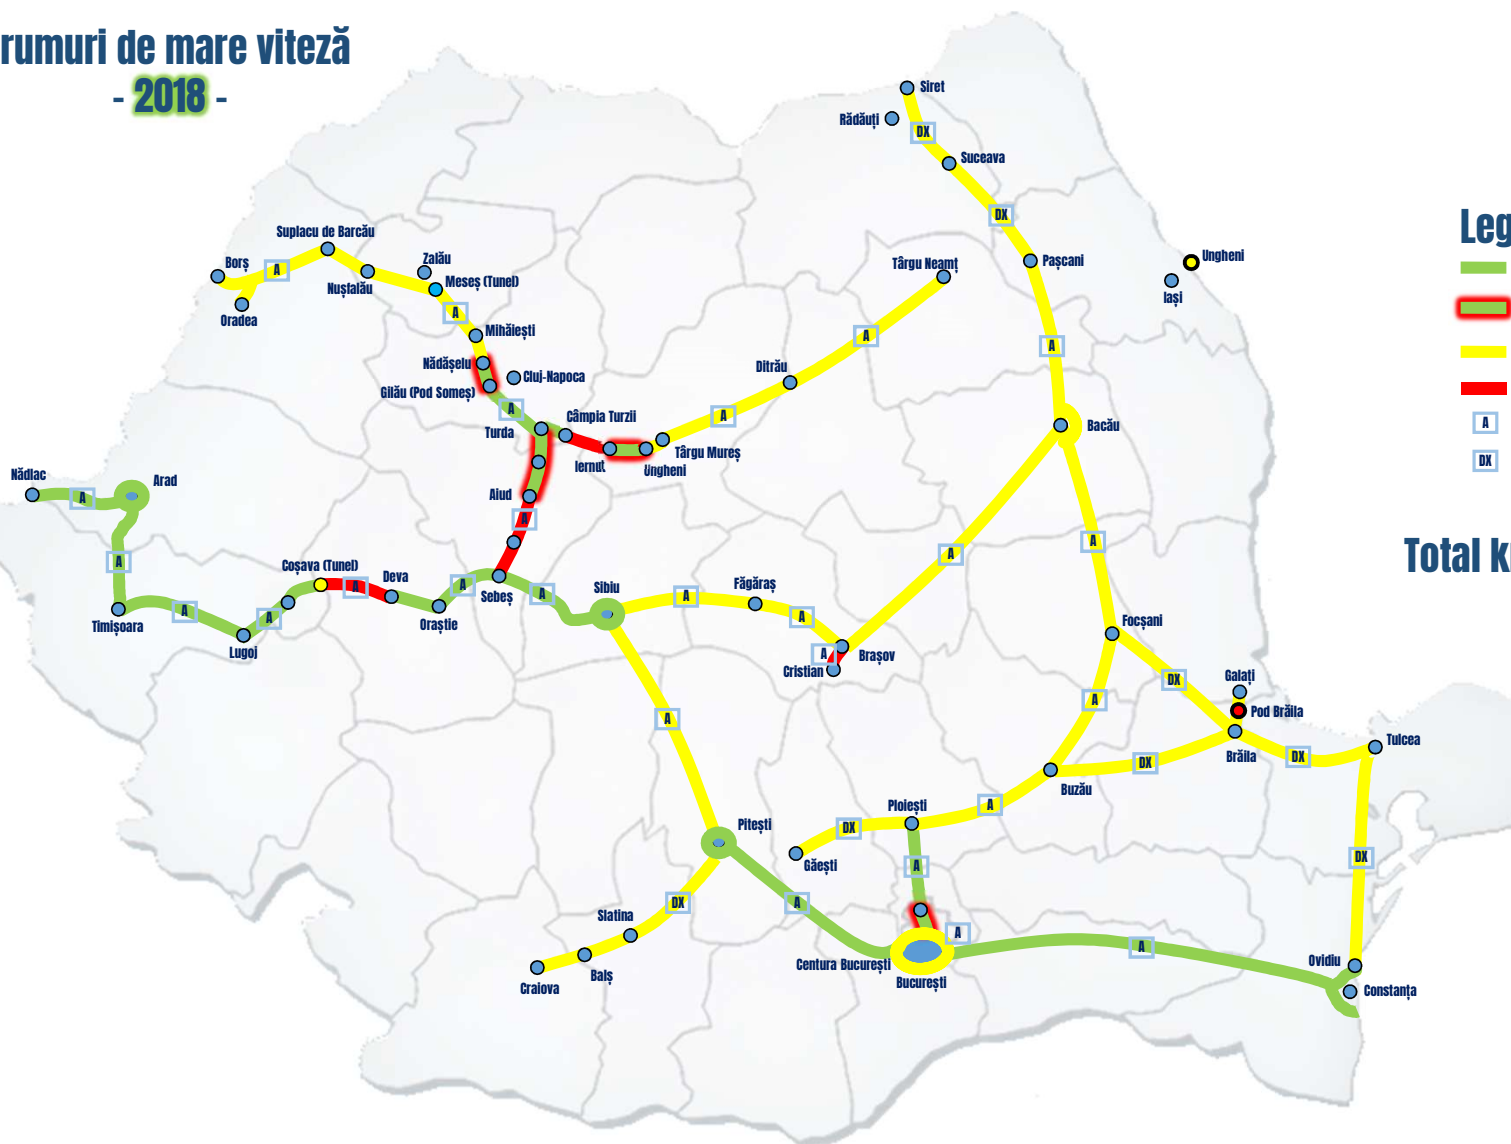 rumuri de mare viteză
- 2018 -
Siret
Rădăuți
DX
Suceava
DX
Leg
Suplacu de Barcău
Borș
A
Zalău
Nușfalău
Meseș (Tunel)
Oradea
A
Târgu Neamț
Pașcani
Ungheni
Iași
Mihăiești
A
A
Nădășelu
Cluj-Napoca
Gilău (Pod Someș)
Ditrău
A
Câmpia Turzii
A
A
Turda
Bacău
Târgu Mureș
Iernut
Ungheni
DX
Nădlac
A
Arad
Aiud
A
A
A
A
Total k
Coșava (Tunel)
Deva
A
A
Sebeș
A
Sibiu
A
Făgăraș
A
Timișoara
A
A
Orăștie
Lugoj
Focșani
A
Brașov
Cristian
DX
Galați
Pod Brăila
A
A
Tulcea
Brăila
DX
DX
Buzău
Ploiești
A
Pitești
DX
Găești
A
DX
Slatina
DX
A
A
A
Centura București
București
Balș
Craiova
Ovidiu
Constanța